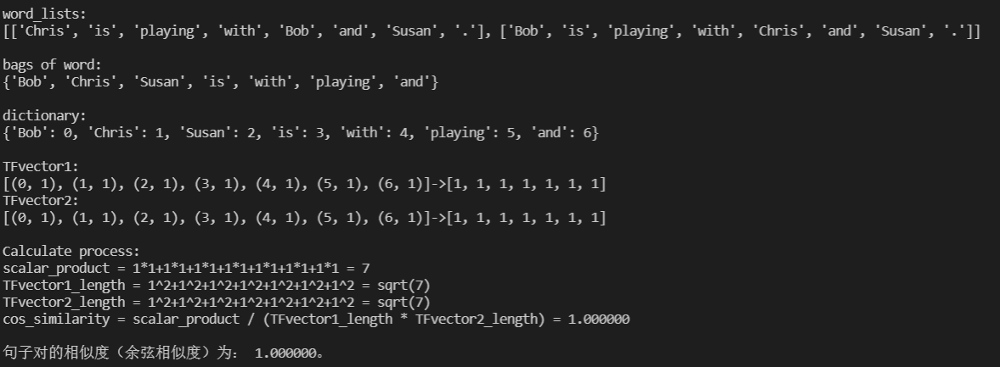 word_lists:
[['Chris', 'is', 'playing', 'with', 'Bob', 'and', 'Susan', '.'], ['Bob', 'is', 'playing', 'with', 'Chris', 'and', 'Susan', '.']]
bags of word:
{'Bob', 'Chris', 'Susan', 'is', 'with', 'playing', 'and'}
dictionary:
{'Bob': 0, 'Chris': 1, 'Susan': 2, 'is': 3, 'with': 4, 'playing': 5, 'and': 6}
TFvector1:
[(0, 1), (1, 1), (2, 1), (3, 1), (4, 1), (5, 1), (6, 1)]->[1, 1, 1, 1, 1, 1, 1]
TFvector2:
[(0, 1), (1, 1), (2, 1), (3, 1), (4, 1), (5, 1), (6, 1)]->[1, 1, 1, 1, 1, 1, 1]
Calculate process:
scalar_product = 1*1+1*1+1*1+1*1+1*1+1*1+1*1 = 7
TFvector1_length = 1^2+1^2+1^2+1^2+1^2+1^2+1^2 = sqrt(7)
TFvector2_length = 1^2+1^2+1^2+1^2+1^2+1^2+1^2 = sqrt(7)
cos_similarity = scalar_product / (TFvector1_length * TFvector2_length) = 1.000000
句子对的相似度（余弦相似度）为： 1.000000。